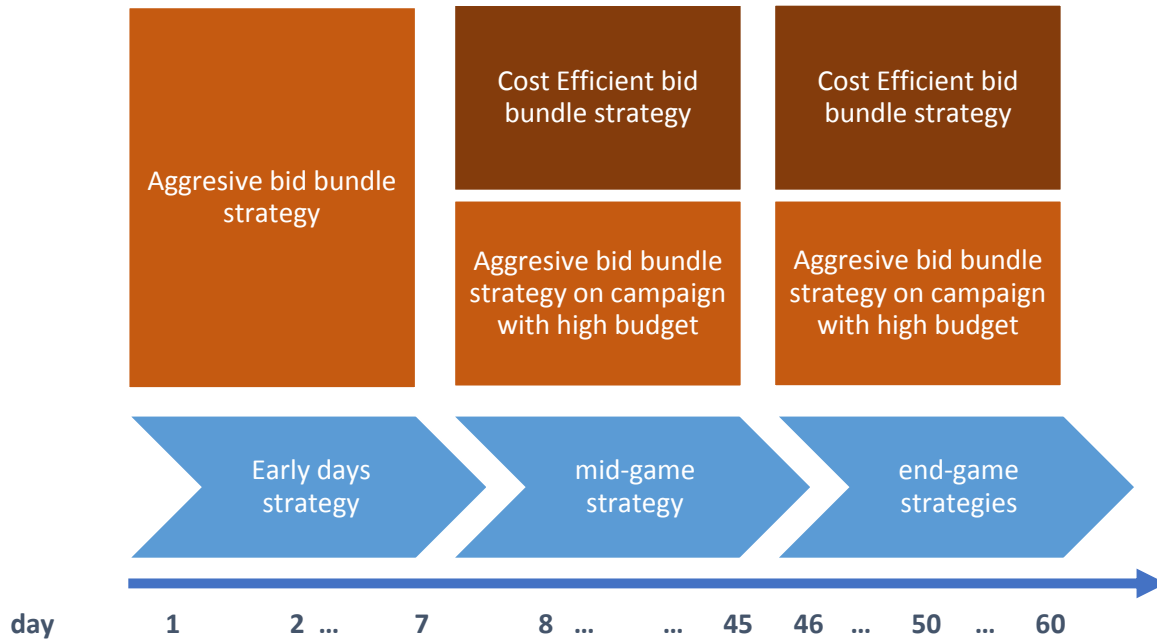 Aggresive bid bundle
strategy
Cost Efficient bid
bundle strategy
Aggresive bid bundle
strategy on campaign
with high budget
Cost Efficient bid
bundle strategy
Aggresive bid bundle
strategy on campaign
with high budget
Early days
strategy
mid-game
strategy
end-game
strategies
day 1 2 ... 7 8 ... ... 45 46 ... 50 ... 60